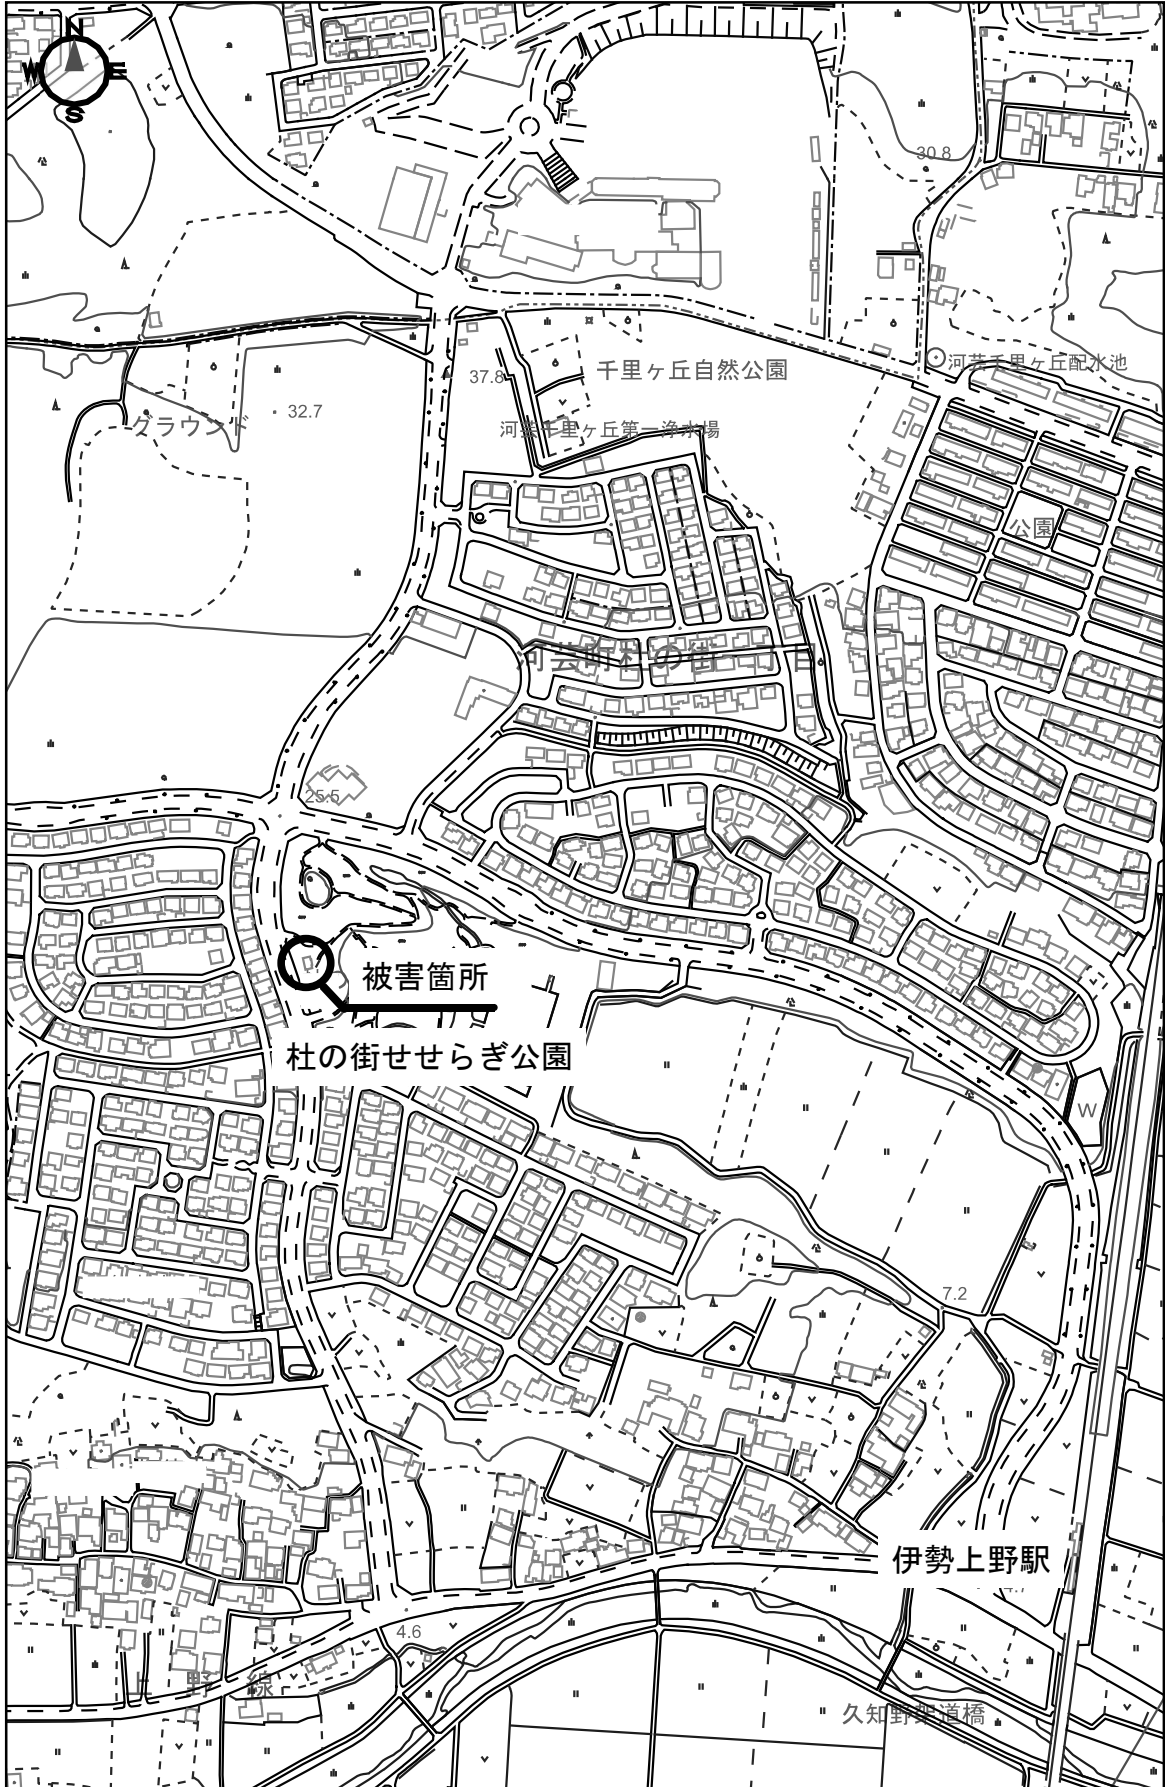 N
W E
S
30.8
河芸千里ヶ丘配水池
千里ヶ丘自然公園
37.8
32.7
グラウンド
河芸千里ヶ丘第一浄水場
公園
河芸町杜の街一丁目
25.5
被害箇所
杜の街せせらぎ公園
W
7.2
伊勢上野駅
4.7
4.6
上野線
久知野架道橋